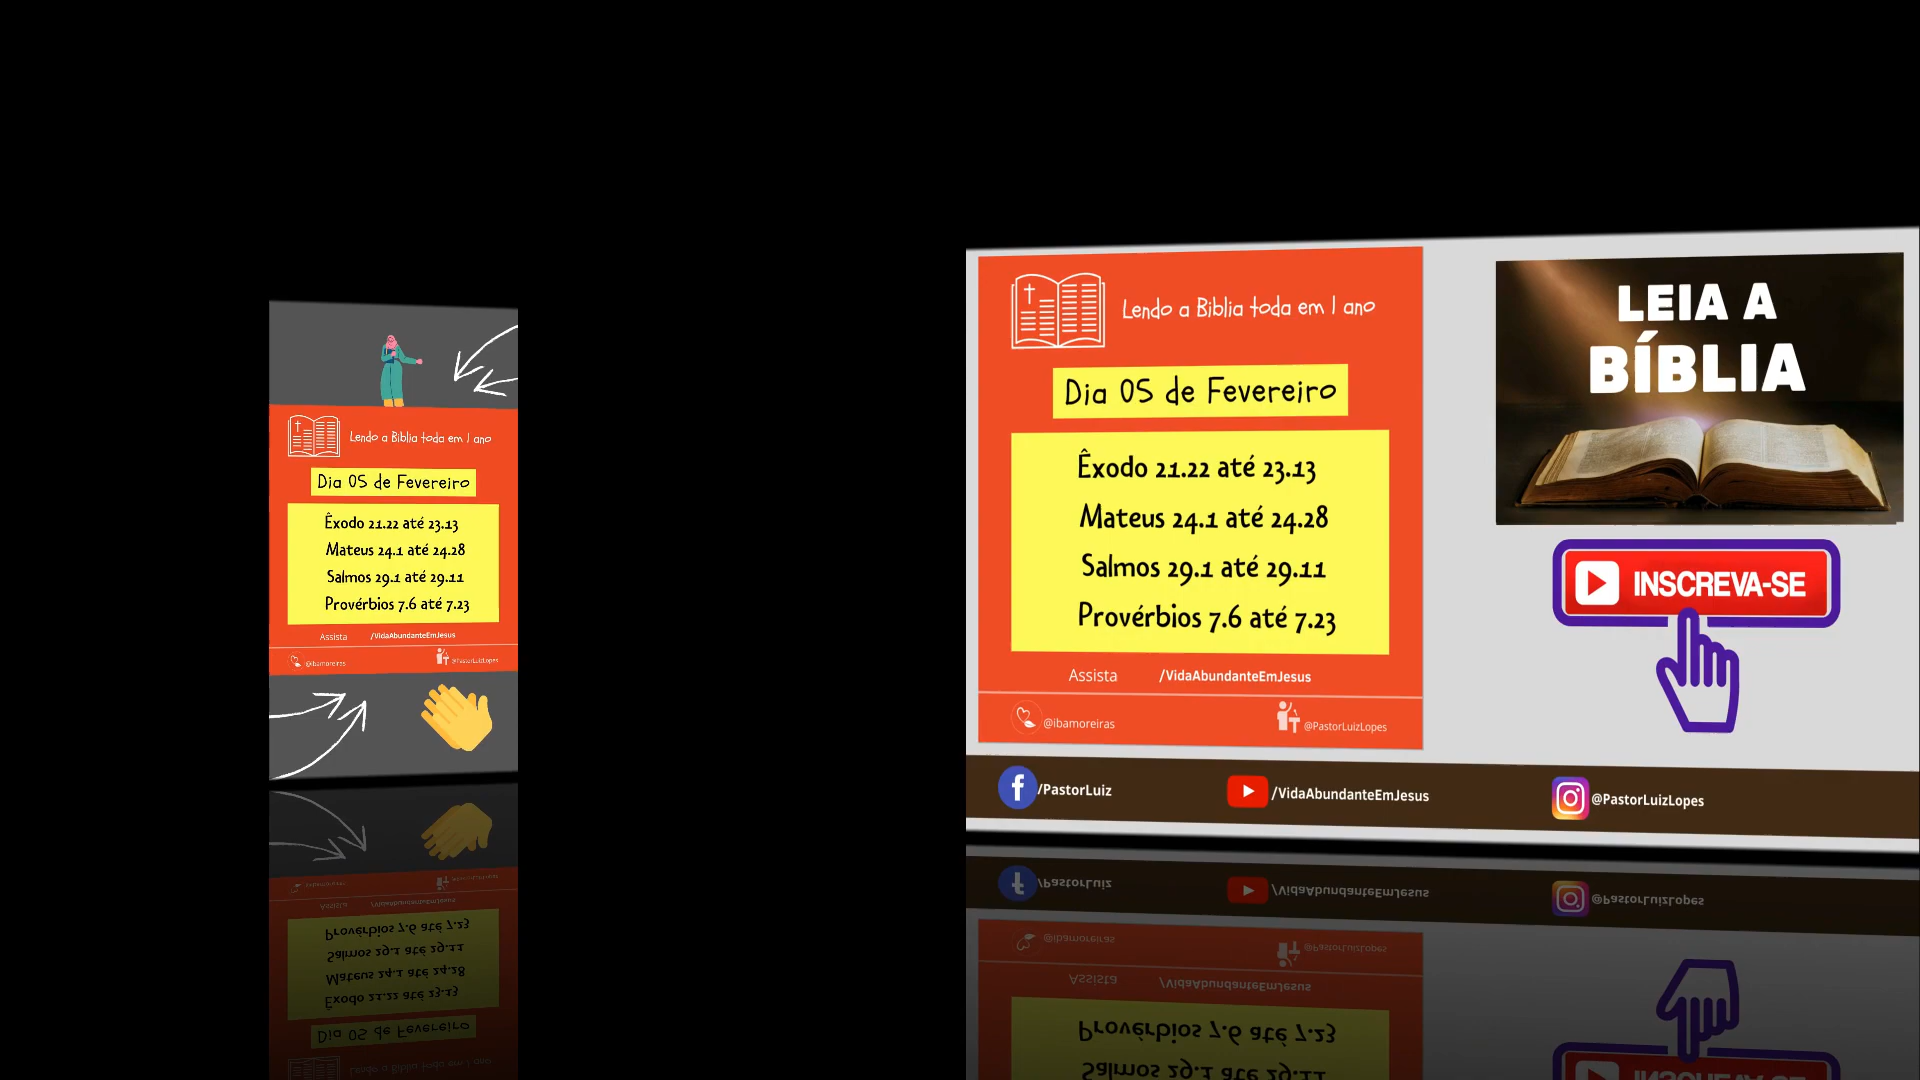 Lendo a Biblia toda em 1 ano
Dia 05 de Fevereiro
Êxodo 21.22 até 23.13
Mateus 24.1 até 24.28
Salmos 29.1 até 29.11
Provérbios 7.6 até 7.23
Assista /VidaAbundanteEmJesus
@ibamoreiras @PastorLuizLopes
Lendo a Biblia toda em 1 ano
Dia 05 de Fevereiro
Êxodo 21.22 até 23.13
Mateus 24.1 até 24.28
Salmos 29.1 até 29.11
Provérbios 7.6 até 7.23
Assista /VidaAbundanteEmJesus
@ibamoreiras @PastorLuizLopes
LEIA A
BÍBLIA
INSCREVA-SE
/PastorLuiz /VidaAbundanteEmJesus @PastorLuizLopes